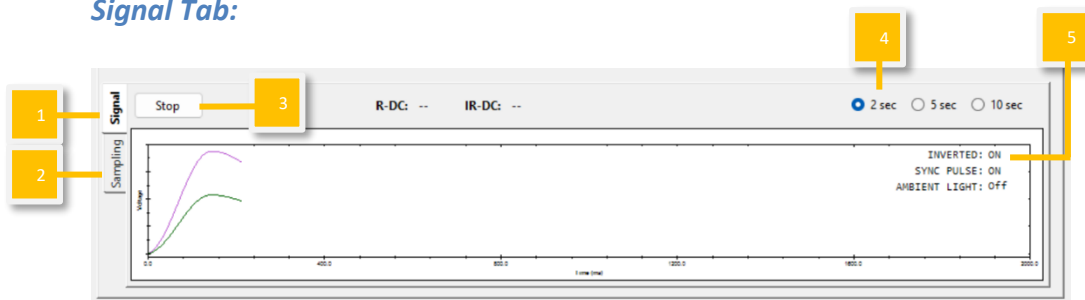 Signal Tab:
4
5
1
Signal
Stop
3
R-DC: --
IR-DC: --
2 sec
5 sec
10 sec
2
Sampling
INVERTED: ON
SYNC PULSE: ON
AMBIENT LIGHT: Off
Voltage
0.0
400.0
800.0
1200.0
1600.0
2000.0
Time (ms)